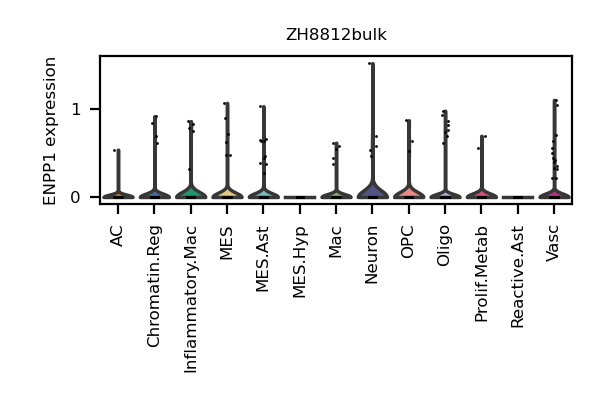 ZH8812bulk
ENPP1 expression
1
0
AC
Chromatin.Reg
Inflammatory.Mac
MES
MES.Ast
MES.Hyp
Mac
Neuron
OPC
Oligo
Prolif.Metab
Reactive.Ast
Vasc